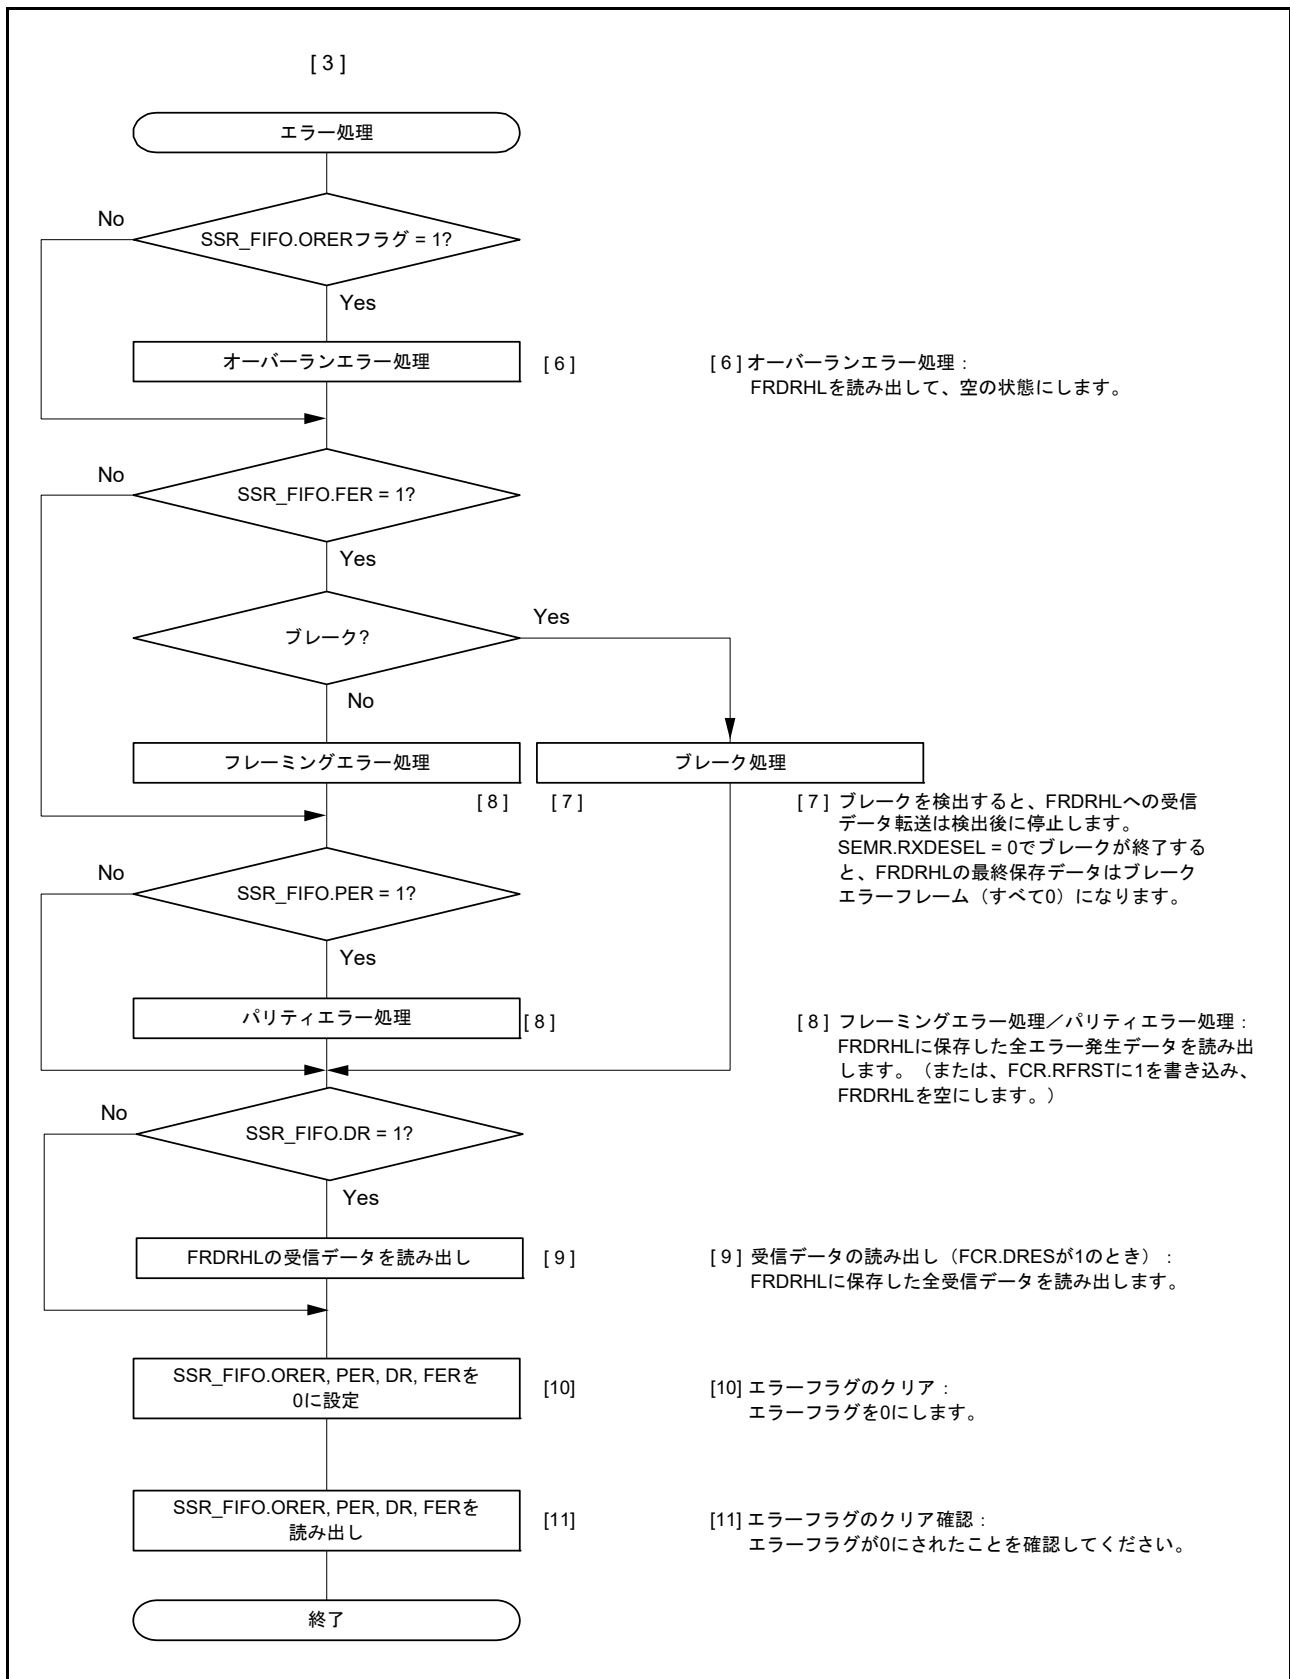 [ 3 ]
エラー処理
No
SSR_FIFO.ORERフラグ = 1?
Yes
オーバーランエラー処理
[ 6 ]
[ 6 ] オーバーランエラー処理：
FRDRHLを読み出して、空の状態にします。
No
SSR_FIFO.FER = 1?
Yes
ブレーク?
Yes
No
フレーミングエラー処理
ブレーク処理
[ 8 ]
[ 7 ]
[ 7 ] ブレークを検出すると、FRDRHLへの受信
データ転送は検出後に停止します。
SEMR.RXDESEL = 0でブレークが終了する
と、FRDRHLの最終保存データはブレーク
エラーフレーム（すべて0）になります。
No
SSR_FIFO.PER = 1?
Yes
パリティエラー処理
[ 8 ]
[ 8 ] フレーミングエラー処理／パリティエラー処理：
FRDRHLに保存した全エラー発生データを読み出
します。（または、FCR.RFRSTに1を書き込み、
FRDRHLを空にします。）
No
SSR_FIFO.DR = 1?
Yes
FRDRHLの受信データを読み出し
[ 9 ]
[ 9 ] 受信データの読み出し（FCR.DRESが1のとき）：
FRDRHLに保存した全受信データを読み出します。
SSR_FIFO.ORER, PER, DR, FERを
0に設定
[10]
[10] エラーフラグのクリア：
エラーフラグを0にします。
SSR_FIFO.ORER, PER, DR, FERを
読み出し
[11]
[11] エラーフラグのクリア確認：
エラーフラグが0にされたことを確認してください。
終了